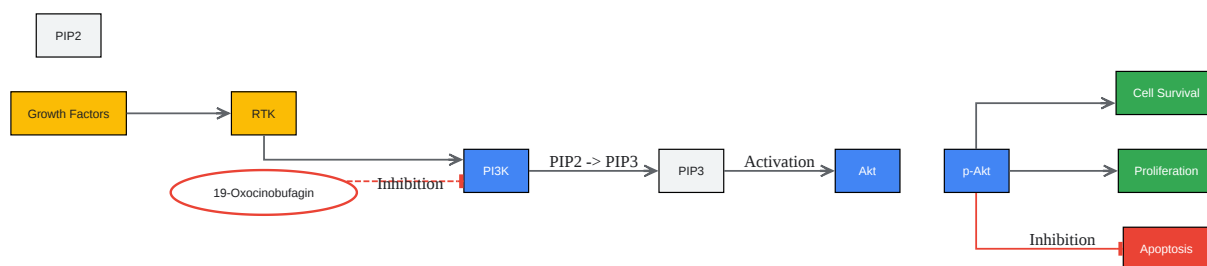 PIP2
Cell Survival
Growth Factors
RTK
PI3K
PIP2 -> PIP3
PIP3
Activation
Akt
p-Akt
Proliferation
19-Oxocinobufagin
Inhibition
Inhibition
Apoptosis